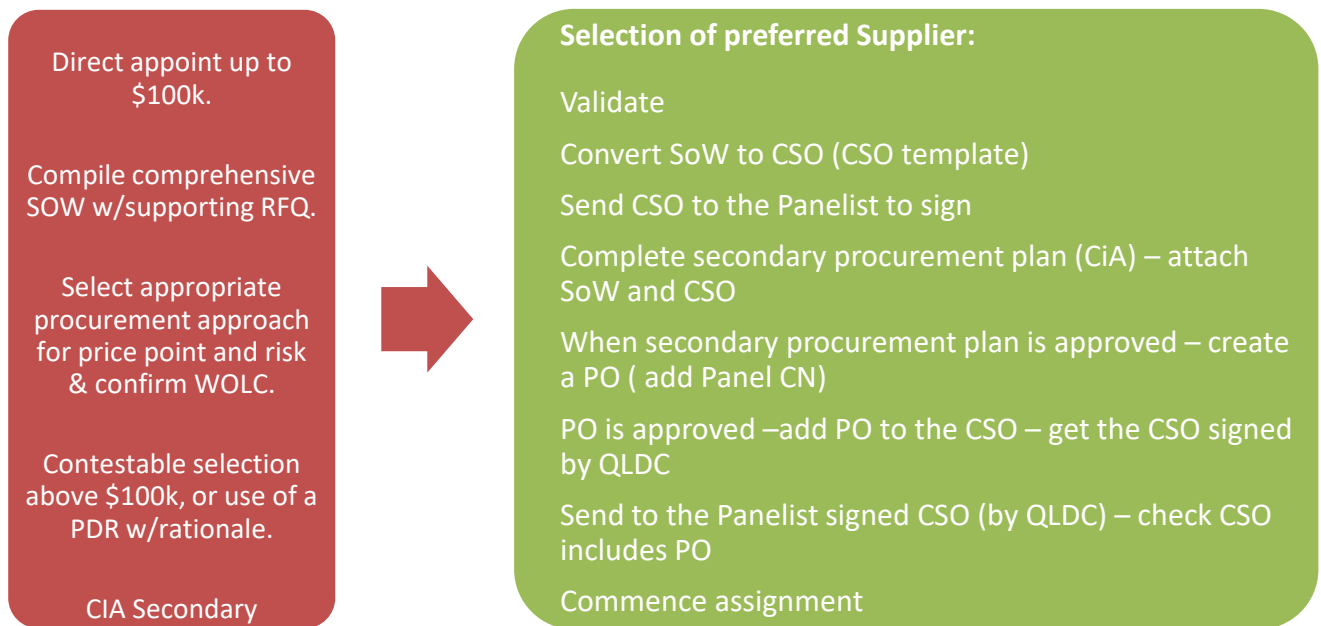 Direct appoint up to
$100k.
Compile comprehensive
SOW w/supporting RFQ.
Select appropriate
procurement approach
for price point and risk
& confirm WOLC.
Contestable selection
above $100k, or use of a
PDR w/rationale.
CIA Secondary
Selection of preferred Supplier:
Validate
Convert SoW to CSO (CSO template)
Send CSO to the Panelist to sign
Complete secondary procurement plan (CiA) – attach
SoW and CSO
When secondary procurement plan is approved – create
a PO ( add Panel CN)
PO is approved –add PO to the CSO – get the CSO signed
by QLDC
Send to the Panelist signed CSO (by QLDC) – check CSO
includes PO
Commence assignment